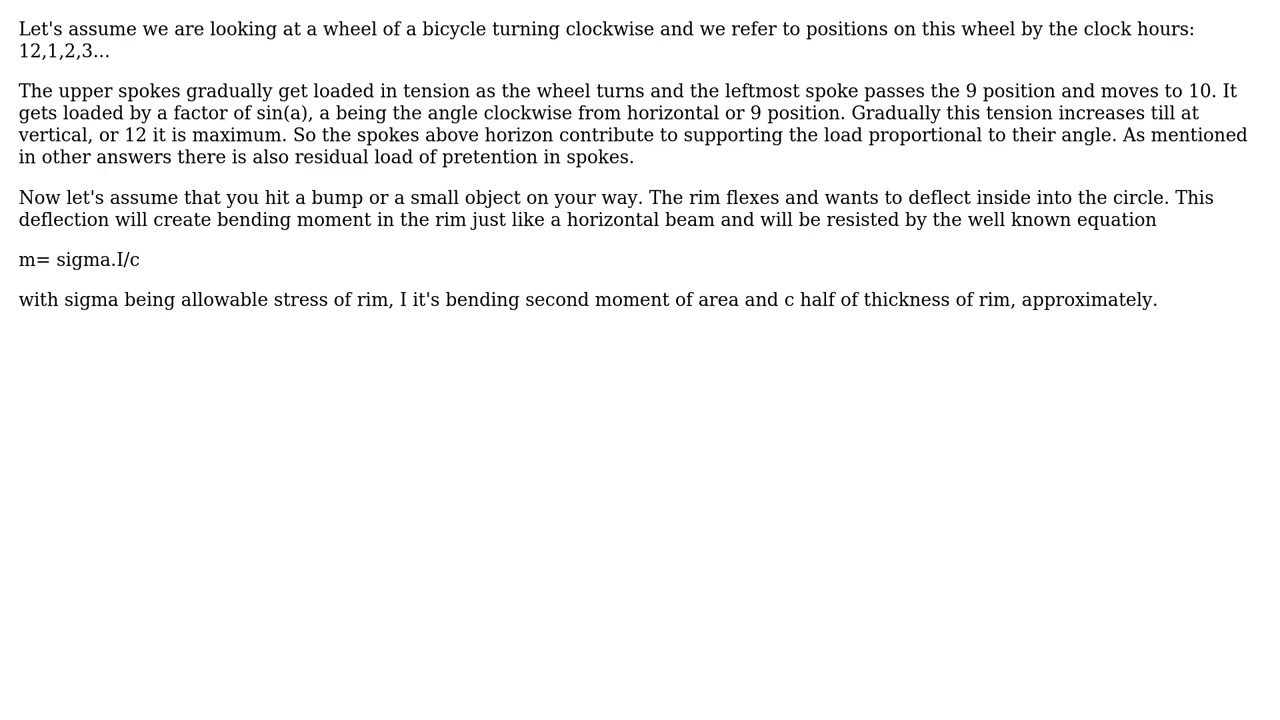 Let's assume we are looking at a wheel of a bicycle turning clockwise and we refer to positions on this wheel by the clock hours:
12,1,2,3...
The upper spokes gradually get loaded in tension as the wheel turns and the leftmost spoke passes the 9 position and moves to 10. It
gets loaded by a factor of sin(a), a being the angle clockwise from horizontal or 9 position. Gradually this tension increases till at
vertical, or 12 it is maximum. So the spokes above horizon contribute to supporting the load proportional to their angle. As mentioned
in other answers there is also residual load of pretention in spokes.
Now let's assume that you hit a bump or a small object on your way. The rim flexes and wants to deflect inside into the circle. This
deflection will create bending moment in the rim just like a horizontal beam and will be resisted by the well known equation
m= sigma.I/c
with sigma being allowable stress of rim, I it's bending second moment of area and c half of thickness of rim, approximately.